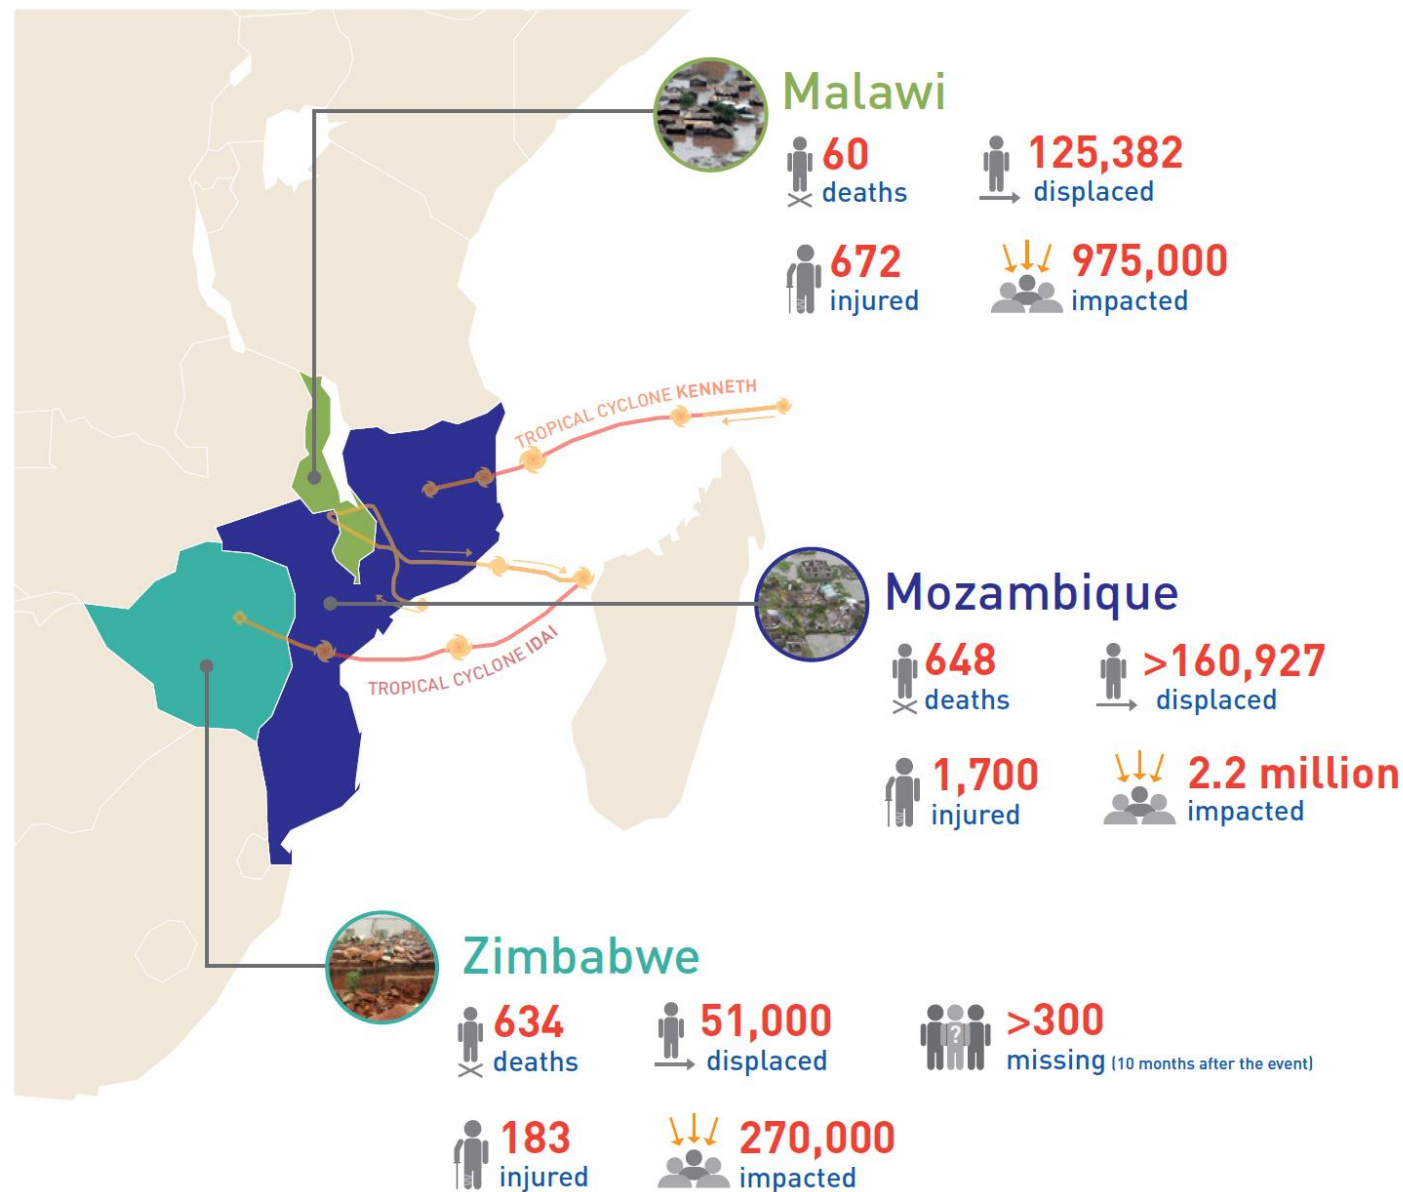 Malawi
60
deaths
125,382
displaced
672
injured
975,000
impacted
TROPICAL CYCLONE KENNETH
TROPICAL CYCLONE IDAI
Mozambique
648
deaths
>160,927
displaced
1,700
injured
2.2 million
impacted
Zimbabwe
634
deaths
51,000
displaced
?
>300
missing (10 months after the event)
183
injured
270,000
impacted